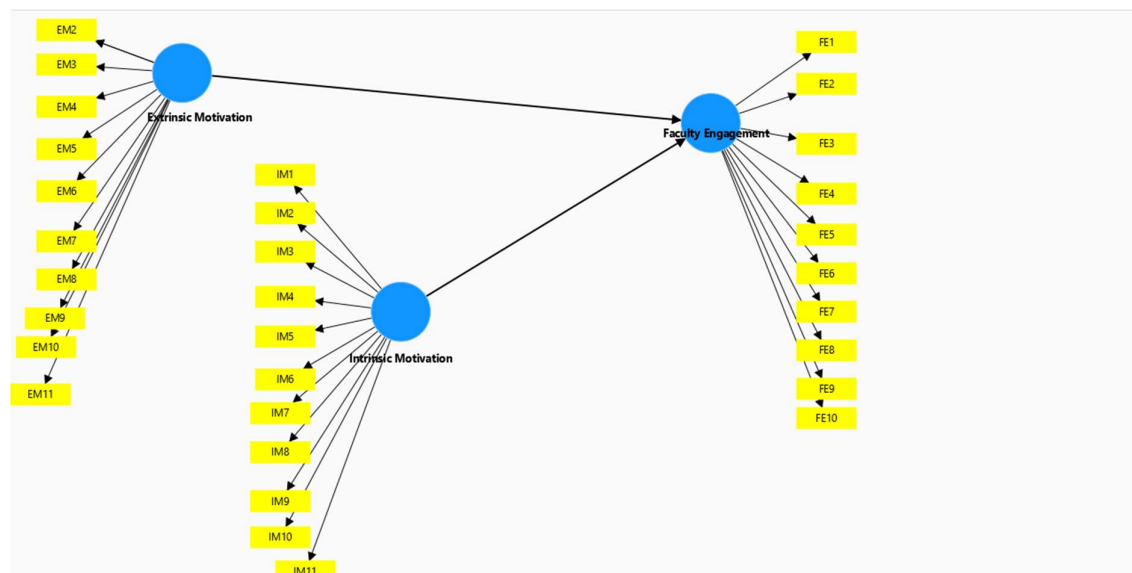 EM2
EM3
EM4
EM5
EM6
EM7
EM8
EM9
EM10
EM11
Extrinsic Motivation
IM1
IM2
IM3
IM4
IM5
IM6
IM7
IM8
IM9
IM10
IM11
Intrinsic Motivation
Faculty Engagement
FE1
FE2
FE3
FE4
FE5
FE6
FE7
FE8
FE9
FE10